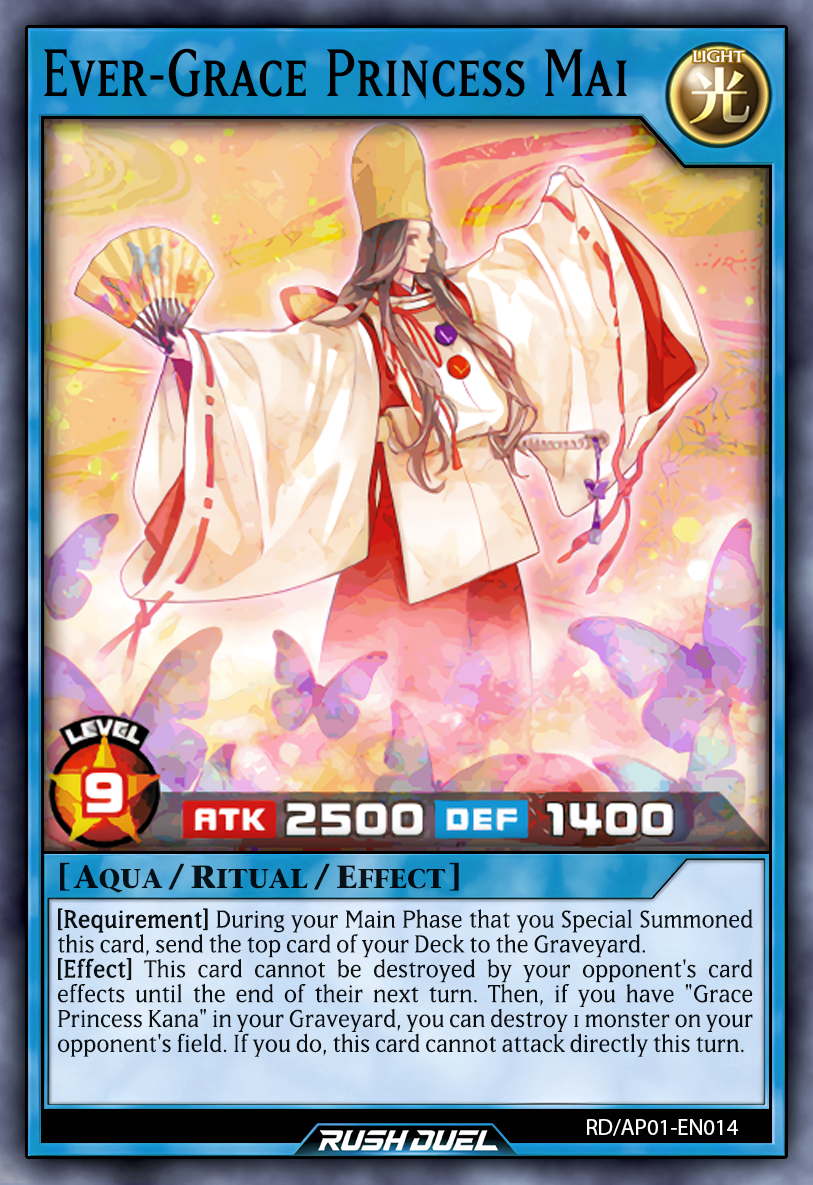 Ever-Grace Princess Mai
LIGHT
光
LEVEL
9
ATK 2500 DEF 1400
[Aqua / Ritual / Effect]
[Requirement] During your Main Phase that you Special Summoned
this card, send the top card of your Deck to the Graveyard.
[Effect] This card cannot be destroyed by your opponent's card
effects until the end of their next turn. Then, if you have "Grace
Princess Kana" in your Graveyard, you can destroy 1 monster on your
opponent's field. If you do, this card cannot attack directly this turn.
RD/AP01-EN014
RUSH DUEL